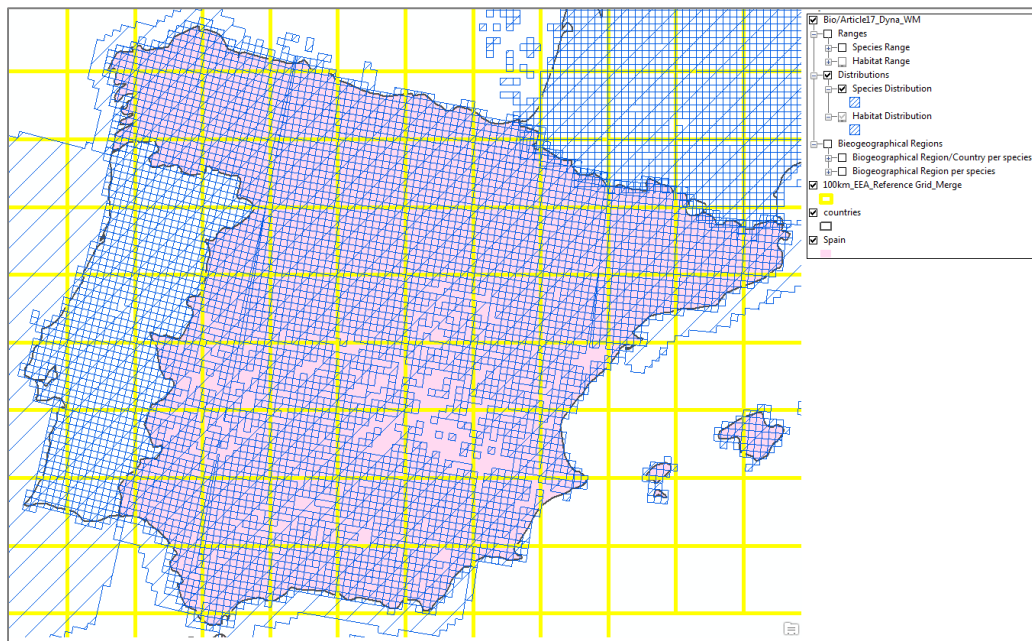 Bio/Article17_Dyna_WM
Ranges
Species Range
Habitat Range
Distributions
Species Distribution
Habitat Distribution
Bieogeographical Regions
Biogeographical Region/Country per species
Biogeographical Region per species
100km_EEA_Reference Grid_Merge
countries
Spain